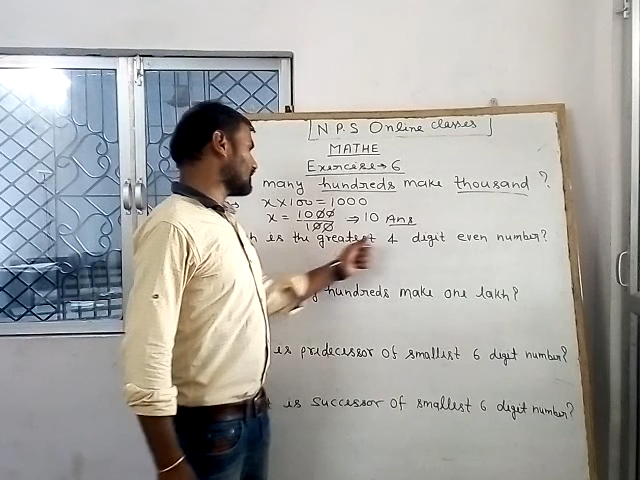 [N.P.S Online classes]
MATHE
Exercise → 6
many hundreds make thousand ?
x × 100 = 1000
x = 1000/100 ⇒ 10 Ans
is the greatest 4 digit even number?
hundreds make one lakh?
is predecissor of smallest 6 digit number?
is successor of smallest 6 digit number?